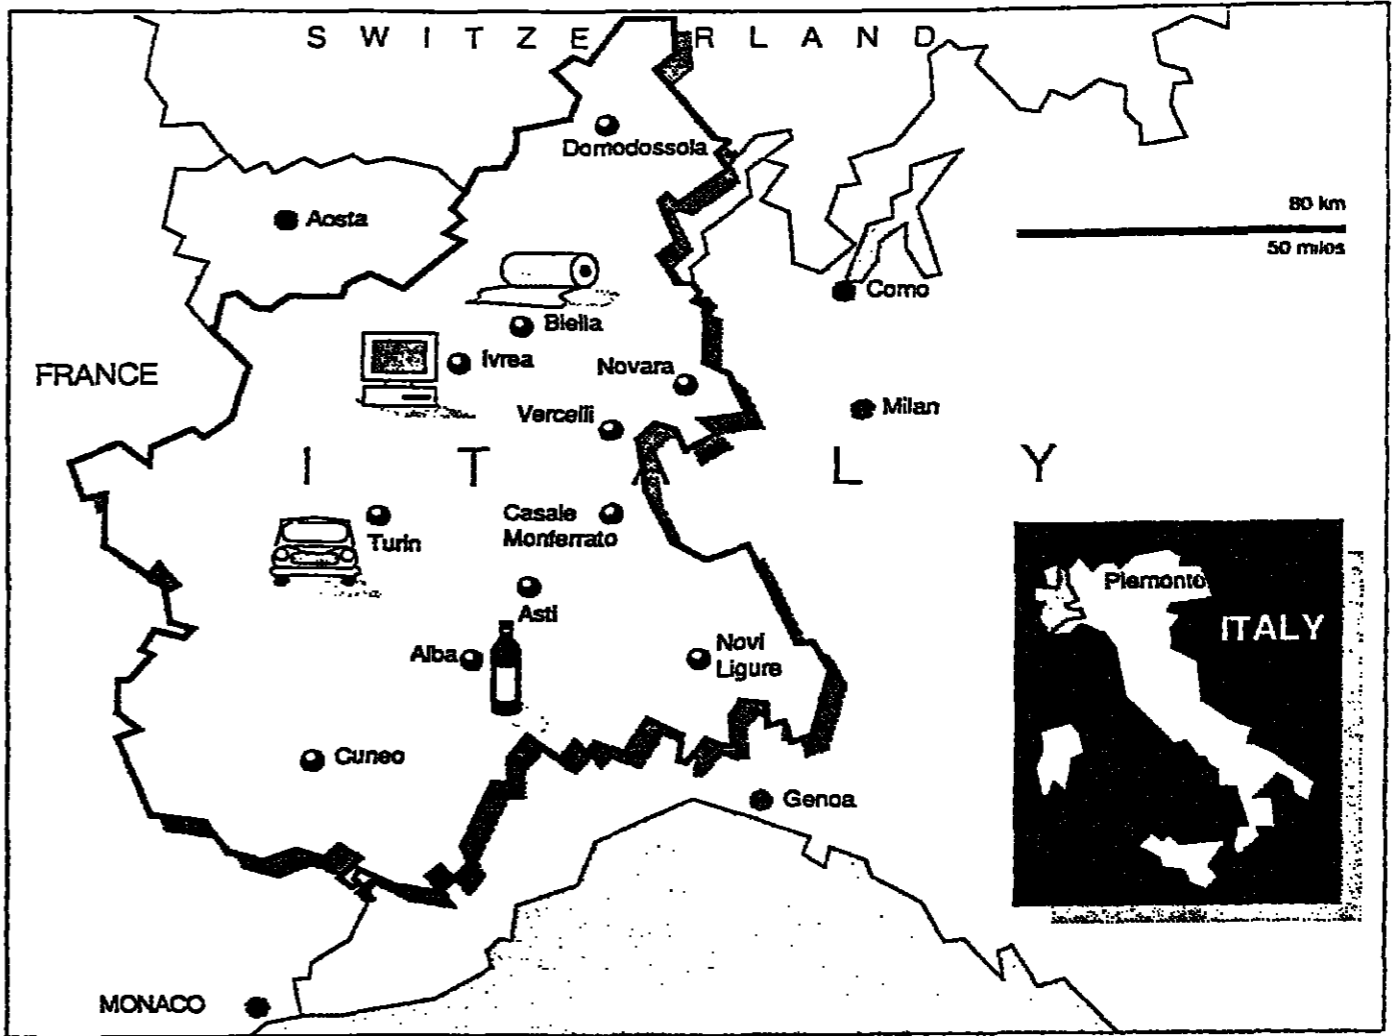 SWITZERLAND
Domodossola
Aosta
80 km
50 miles
Como
Biella
Ivrea
FRANCE
Novara
Vercelli
Milan
ITALY
Casale
Monferrato
Turin
Piemonte
Asti
ITALY
Alba
Novi
Ligure
Cuneo
Genoa
MONACO